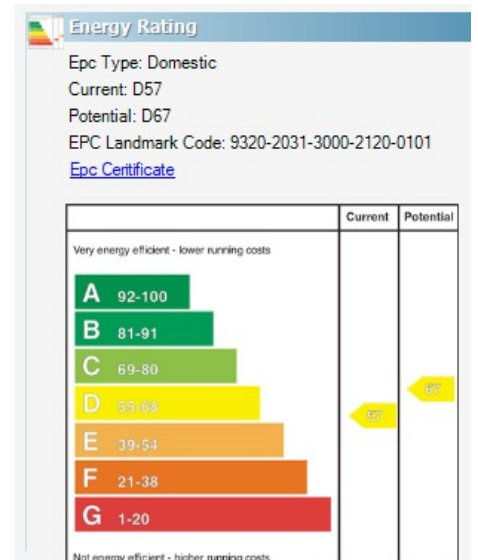 Energy Rating
Epc Type: Domestic
Current: D57
Potential: D67
EPC Landmark Code: 9320-2031-3000-2120-0101
Epc Ceritificate
Current Potential
Very energy efficient - lower running costs
A 92-100
B 81-91
C 69-80
D 55-68
67
57
E 39-54
F 21-38
G 1-20
Not energy efficient - higher running costs